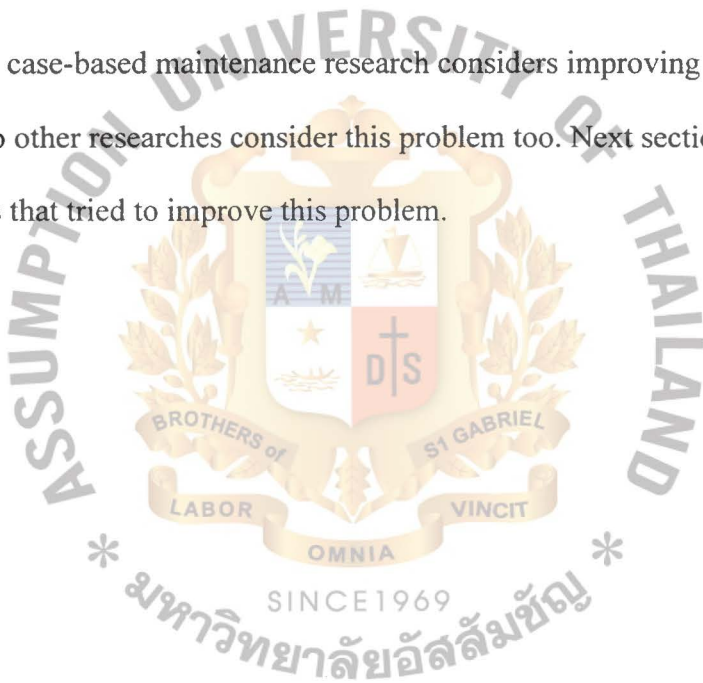 case-based maintenance research considers improving
other researches consider this problem too. Next
that tried to improve this problem.
ASSUMPTION UNIVERSITY OF THAILAND
A M
D S
BROTHERS of St GABRIEL
LABOR VINCIT
OMNIA
SINCE1969
* มหาวิทยาลัยอัสสัมชัญ *